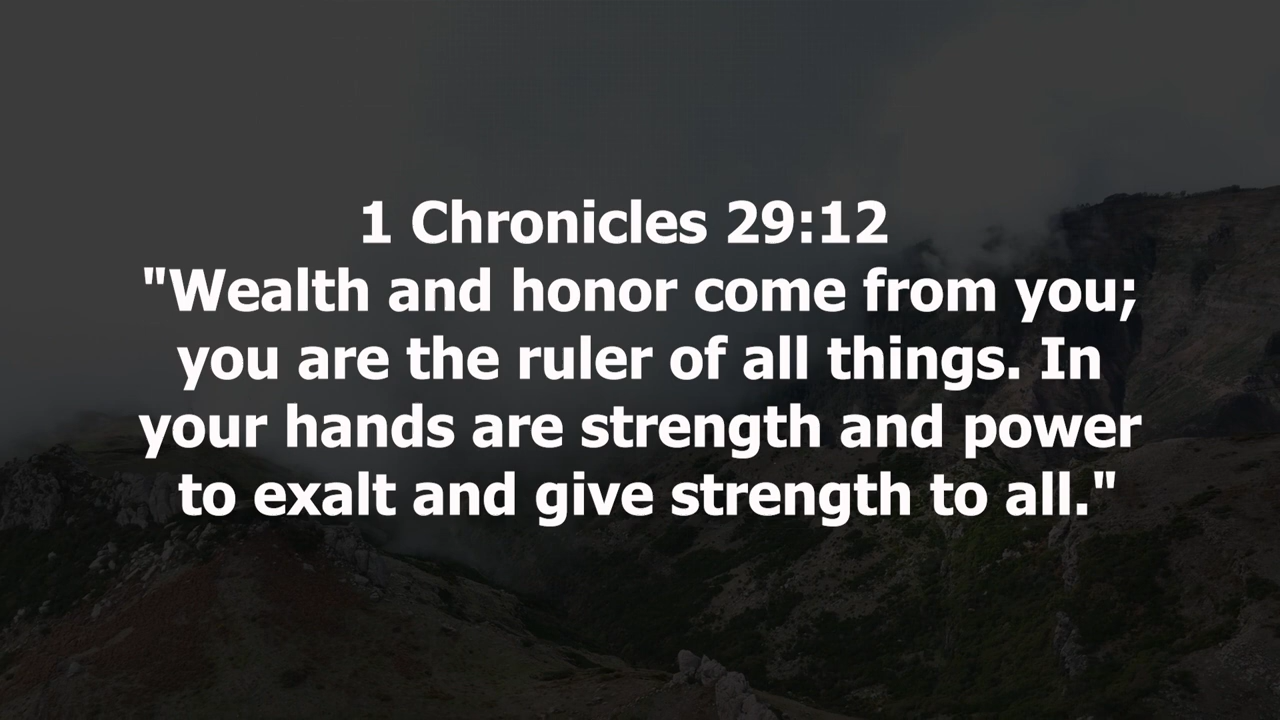 1 Chronicles 29:12
"Wealth and honor come from you;
you are the ruler of all things. In
your hands are strength and power
to exalt and give strength to all."